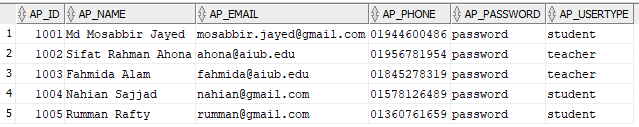 AP_ID AP_NAME AP_EMAIL AP_PHONE AP_PASSWORD AP_USERTYPE
1 1001 Md Mosabbir Jayed mosabbir.jayed@gmail.com 01944600486 password student
2 1002 Sifat Rahman Ahona ahona@aiub.edu 01956781954 password teacher
3 1003 Fahmida Alam fahmida@aiub.edu 01845278319 password teacher
4 1004 Nahian Sajjad nahian@gmail.com 01578126489 password student
5 1005 Rumman Rafty rumman@gmail.com 01360761659 password student